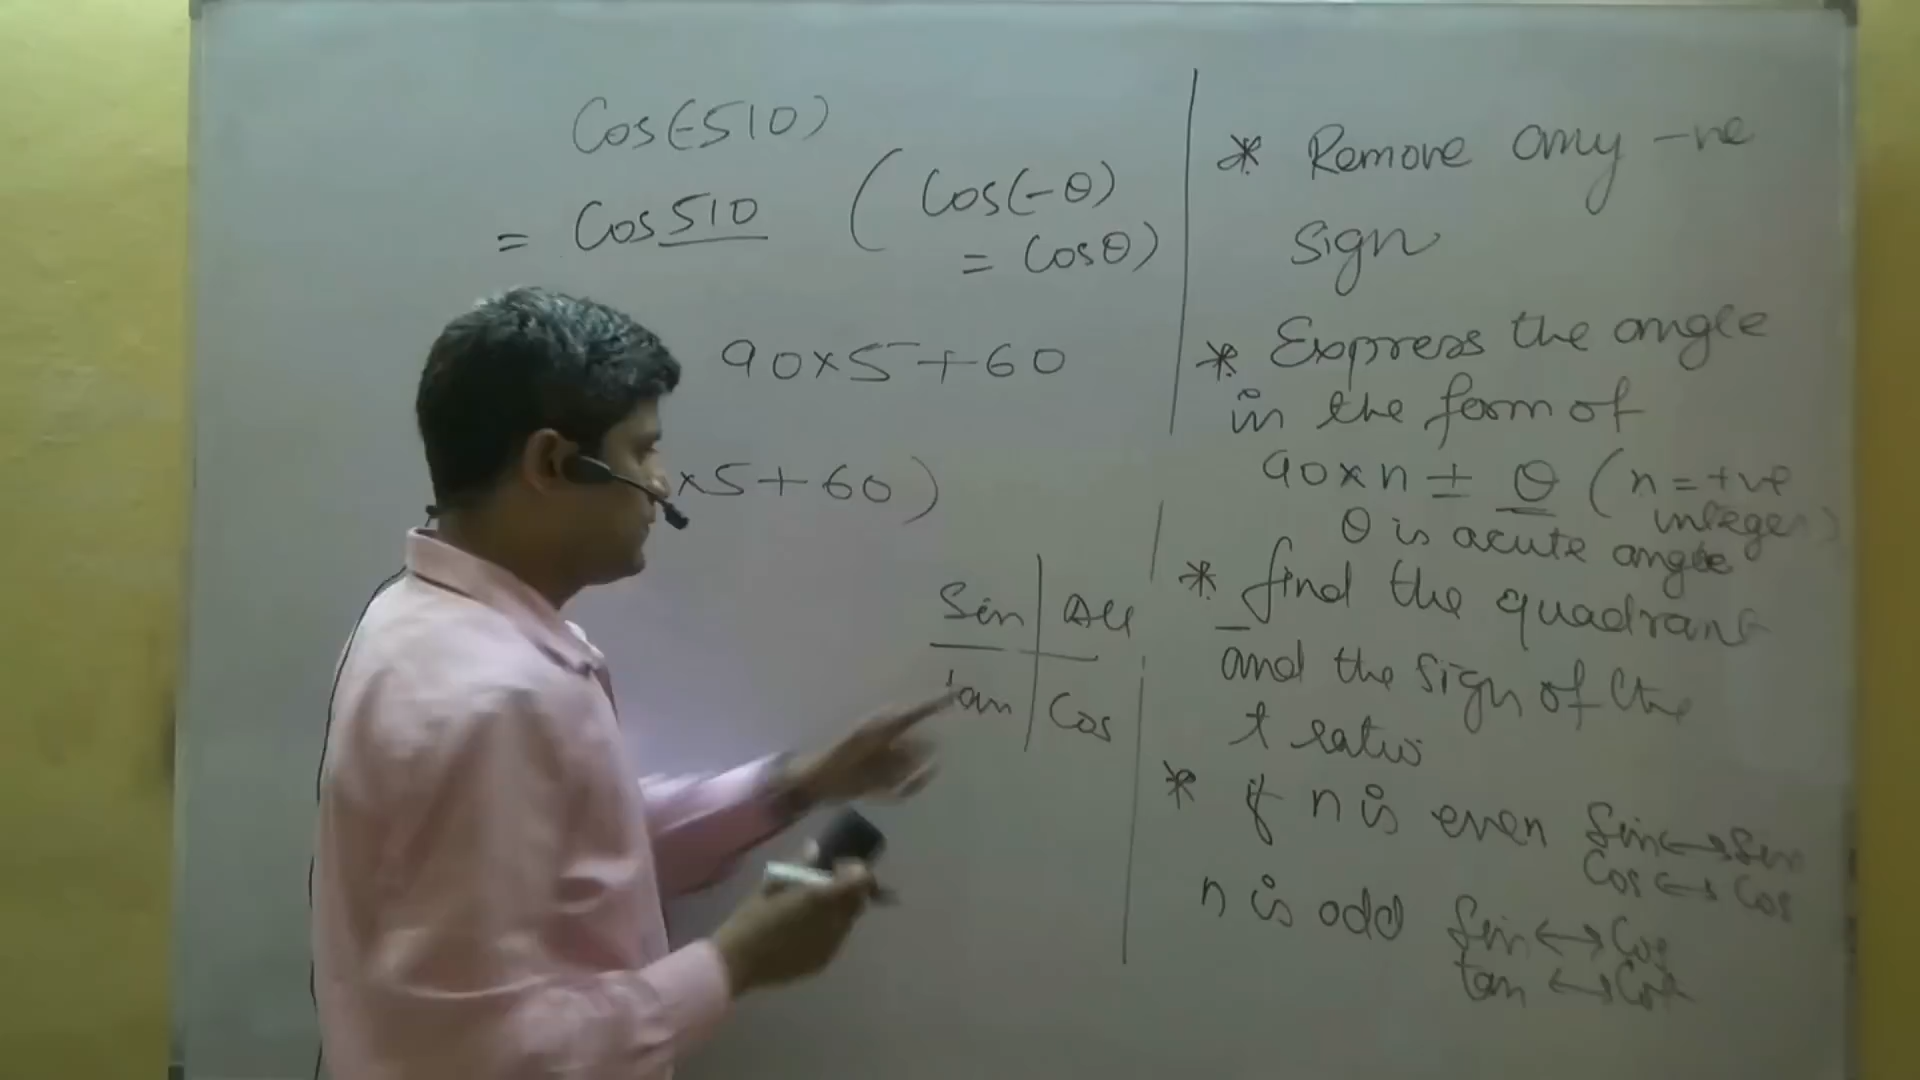 Cos(-510)
= Cos510 ( Cos(-θ)
= Cosθ)
90×5+60
×5+60)
Sin All
tan Cos
* Remove any -ve
sign
* Express the angle
in the form of
90×n ± θ (n=+ve
integer)
θ is acute angle
* find the quadrant
and the sign of the
t ratio
* if n is even Sin↔Sin
Cos↔Cos
n is odd Sin↔Cos
tan↔Cot